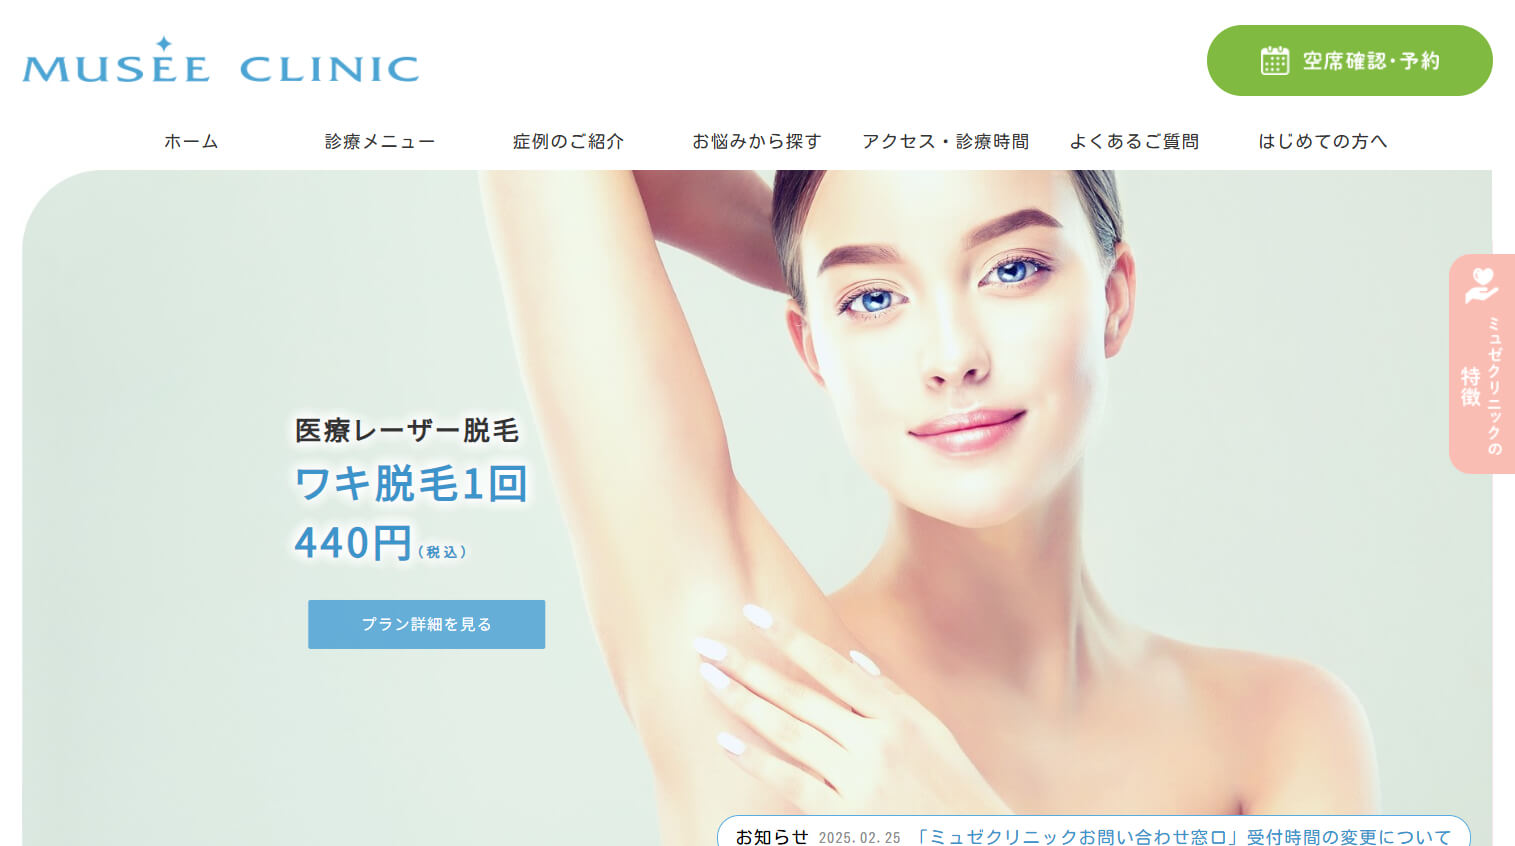 MUSÉE CLINIC
空席確認・予約
ホーム
診療メニュー
症例のご紹介
お悩みから探す
アクセス・診療時間
よくあるご質問
はじめての方へ
医療レーザー脱毛
ワキ脱毛1回
440円(税込)
プラン詳細を見る
ミュゼクリニックの
特徴
お知らせ 2025.02.25 「ミュゼクリニックお問い合わせ窓口」受付時間の変更について